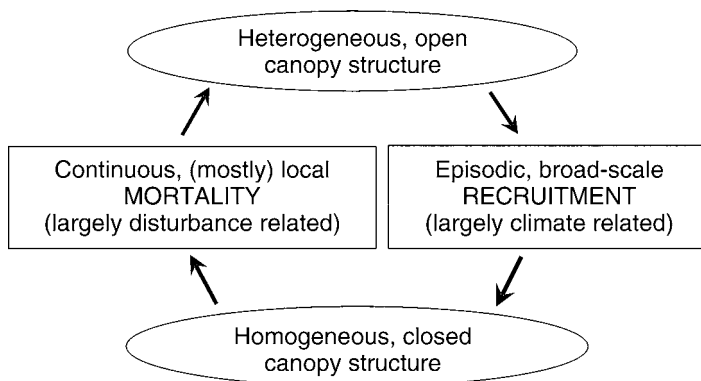 Heterogeneous, open
canopy structure
Continuous, (mostly) local
MORTALITY
(largely disturbance related)
Episodic, broad-scale
RECRUITMENT
(largely climate related)
Homogeneous, closed
canopy structure